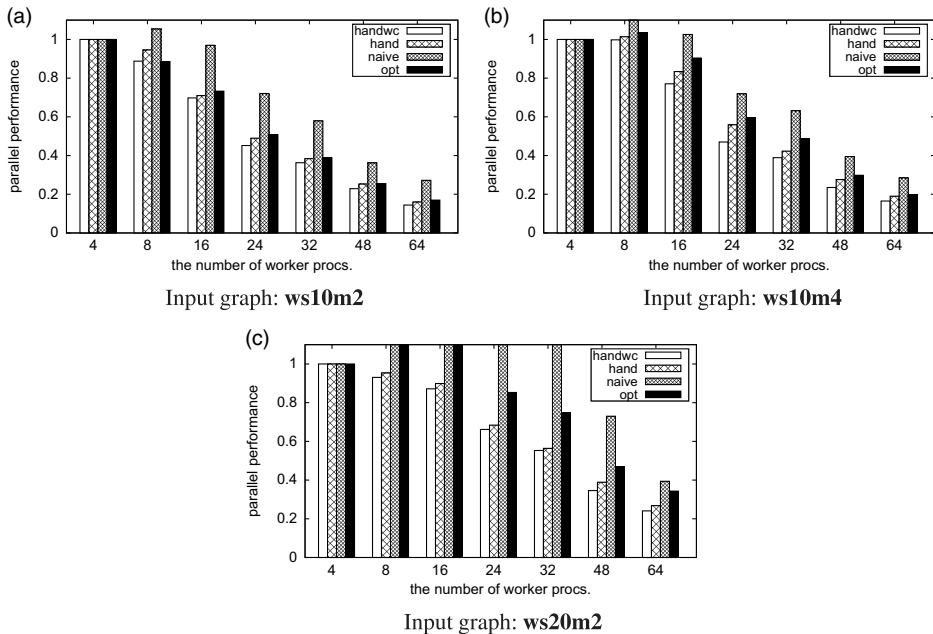 (a)
handwc
hand
naive
opt
parallel performance
1
0.8
0.6
0.4
0.2
0
4 8 16 24 32 48 64
the number of worker procs.
Input graph: ws10m2
(b)
handwc
hand
naive
opt
parallel performance
1
0.8
0.6
0.4
0.2
0
4 8 16 24 32 48 64
the number of worker procs.
Input graph: ws10m4
(c)
handwc
hand
naive
opt
parallel performance
1
0.8
0.6
0.4
0.2
0
4 8 16 24 32 48 64
the number of worker procs.
Input graph: ws20m2